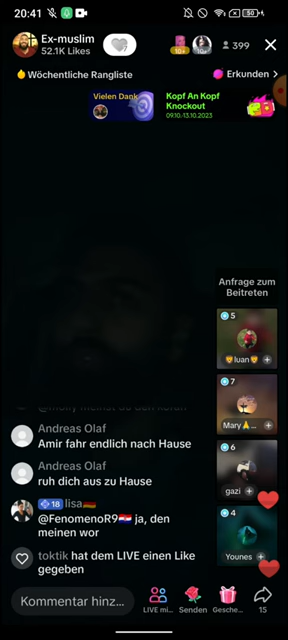 20:41
50
Ex-muslim
52.1K Likes
10+
10+
399
Wöchentliche Rangliste
Erkunden >
Vielen Dank
Kopf An Kopf
Knockout
09.10-13.10.2023
Anfrage zum
Beitreten
5
🦁luan🦁
7
Mary🙏...
6
gazi
4
Younes
Andreas Olaf
Amir fahr endlich nach Hause
Andreas Olaf
ruh dich aus zu Hause
18 lisa🇩🇪
@FenomenoR9🇭🇷 ja, den
meinen wor
toktik hat dem LIVE einen Like
gegeben
Kommentar hinz...
LIVE mi...
Senden
Gesche...
15